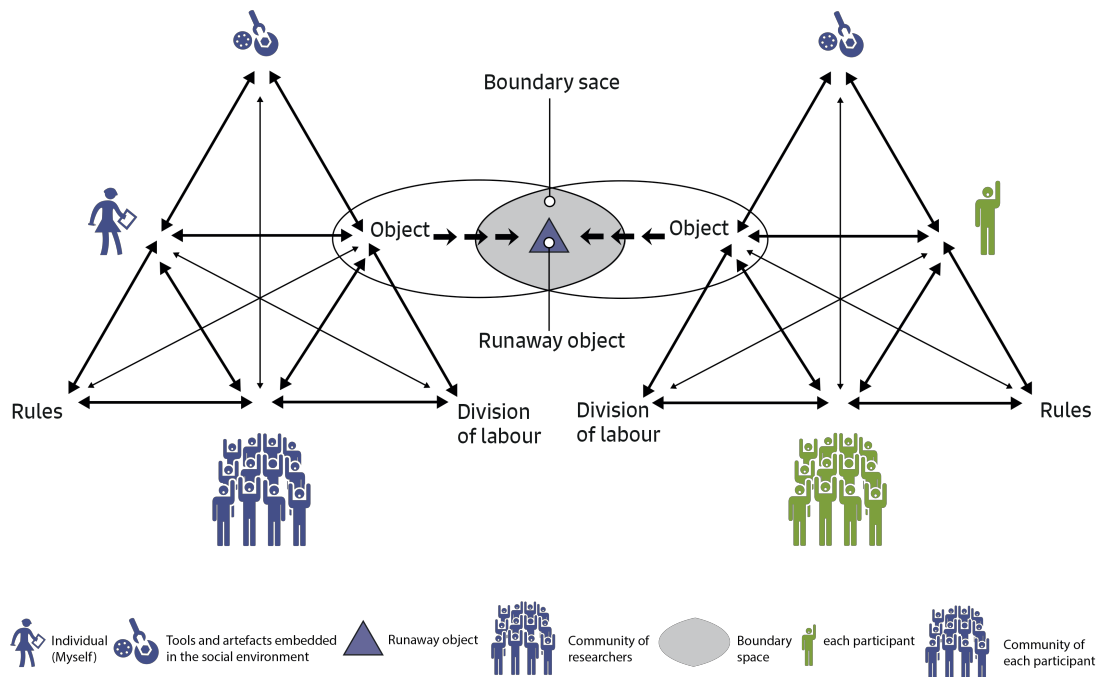 Boundary sace
Object
Object
Runaway object
Rules
Division
of labour
Division
of labour
Rules
Individual
(Myself)
Tools and artefacts embedded
in the social environment
Runaway object
Community of
researchers
Boundary
space
each participant
Community of
each participant